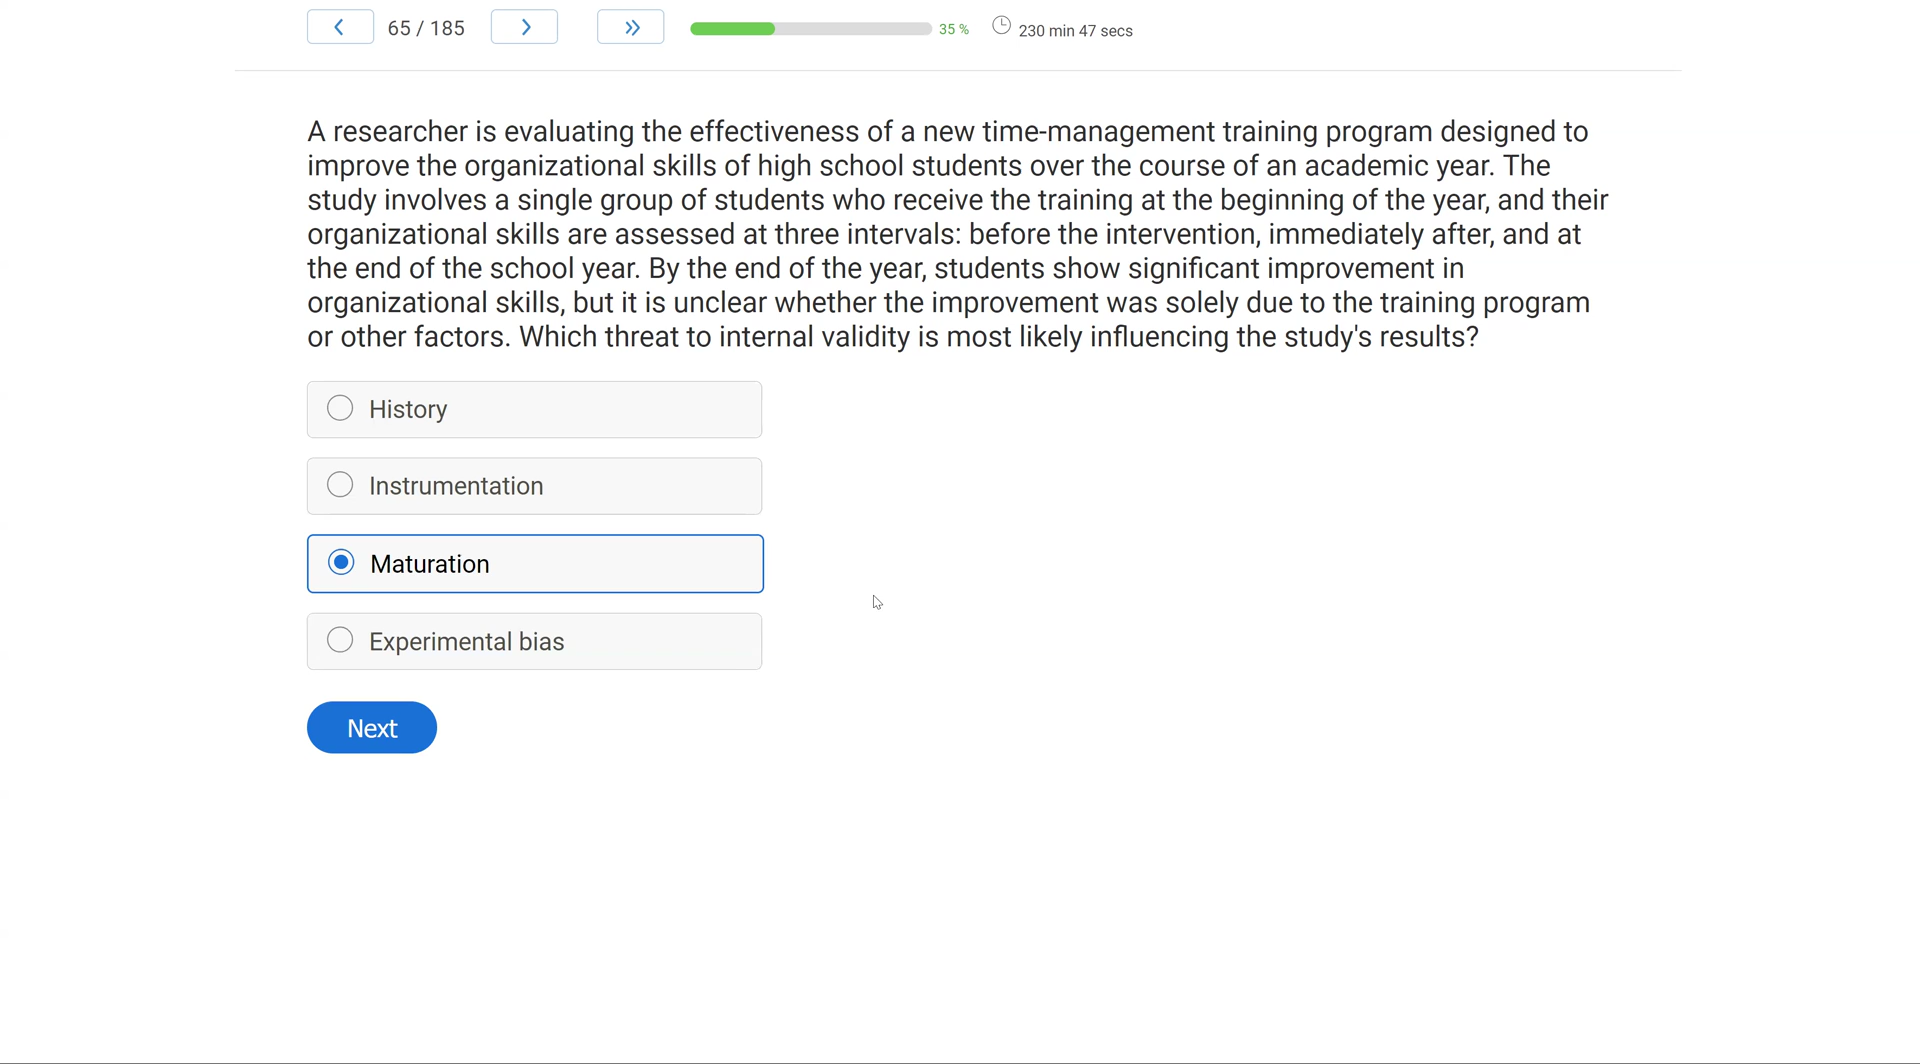 65 / 185
35 %
230 min 47 secs
A researcher is evaluating the effectiveness of a new time-management training program designed to
improve the organizational skills of high school students over the course of an academic year. The
study involves a single group of students who receive the training at the beginning of the year, and their
organizational skills are assessed at three intervals: before the intervention, immediately after, and at
the end of the school year. By the end of the year, students show significant improvement in
organizational skills, but it is unclear whether the improvement was solely due to the training program
or other factors. Which threat to internal validity is most likely influencing the study's results?
History
Instrumentation
Maturation
Experimental bias
Next